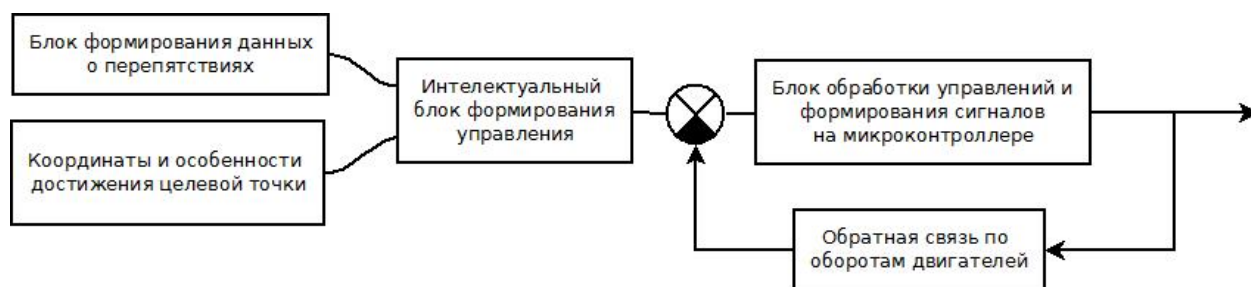 Блок формирования данных
о перепятствиях
Координаты и особенности
достижения целевой точки
Интелектуальный
блок формирования
управления
Блок обработки управлений и
формирования сигналов
на микроконтроллере
Обратная связь по
оборотам двигателей